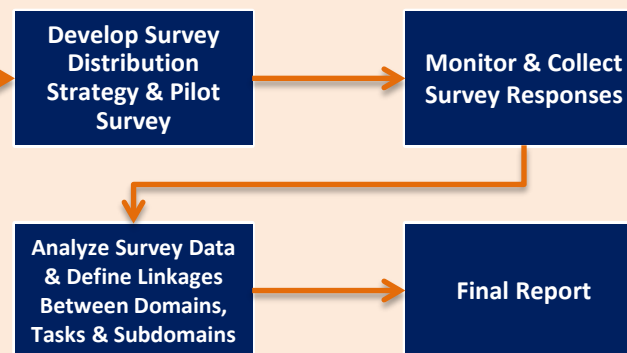 Develop Survey
Distribution
Strategy & Pilot
Survey
Monitor & Collect
Survey Responses
Analyze Survey Data
& Define Linkages
Between Domains,
Tasks & Subdomains
Final Report